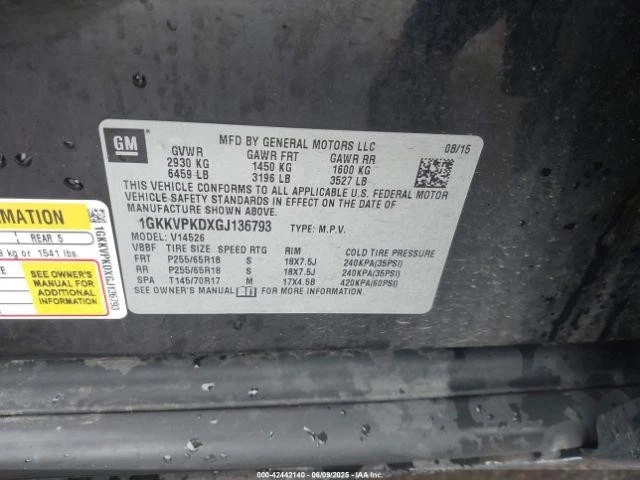 GM
MFD BY GENERAL MOTORS LLC
08/15
GVWR GAWR FRT GAWR RR
2930 KG 1450 KG 1600 KG
6459 LB 3196 LB 3527 LB
THIS VEHICLE CONFORMS TO ALL APPLICABLE U.S. FEDERAL MOTOR
VEHICLE SAFETY STANDARDS IN EFFECT ON THE DATE OF
MANUFACTURE SHOWN ABOVE.
1GKKVPKDXGJ136793 TYPE: M.P.V.
MODEL: V14526
VBBF TIRE SIZE SPEED RTG RIM COLD TIRE PRESSURE
FRT P255/65R18 S 18X7.5J 240KPA(35PSI)
RR P255/65R18 S 18X7.5J 240KPA(35PSI)
SPA T145/70R17 M 17X4.5B 420KPA(60PSI)
SEE OWNER'S MANUAL FOR MORE INFORMATION.
REAR 5
kg or 1541 lbs.
SEE OWNER'S
MANUAL FOR
ADDITIONAL
INFORMATION
1GKKVPKDXGJ136793
000-42442140 - 06/09/2025 - IAAI.COM